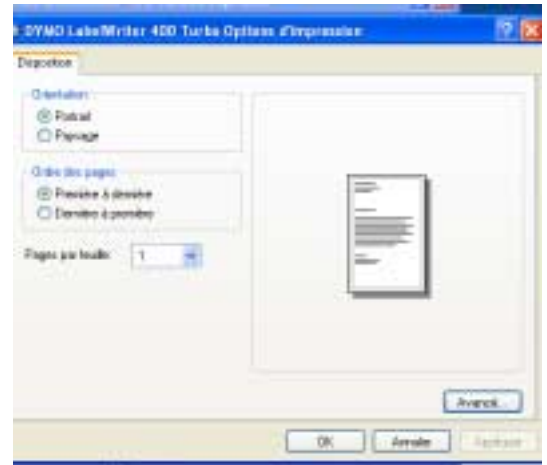 DYMO LabelWriter 400 Turbo Options d'impression
Disposition
Orientation
Portrait
Paysage
Ordre des pages
Première à dernière
Dernière à première
Pages par feuille: 1
Avancé...
OK Annuler